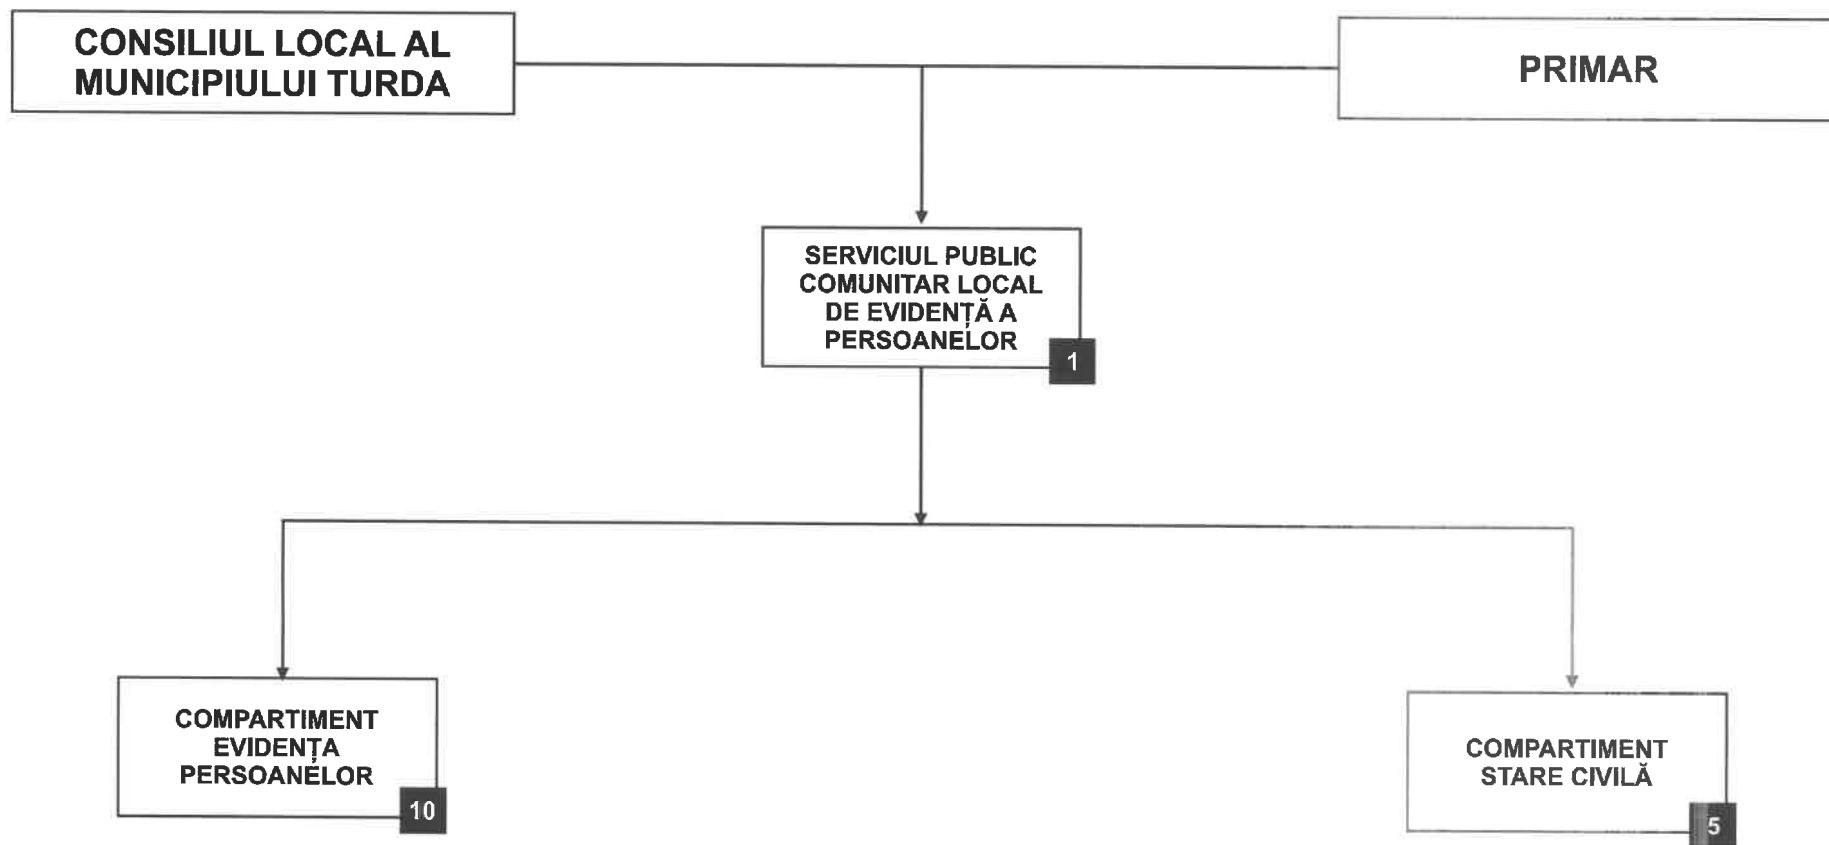 CONSILIUL LOCAL AL
MUNICIPIULUI TURDA
PRIMAR
SERVICIUL PUBLIC
COMUNITAR LOCAL
DE EVIDENȚĂ A
PERSOANELOR
1
COMPARTIMENT
EVIDENȚA
PERSOANELOR
10
COMPARTIMENT
STARE CIVILĂ
5